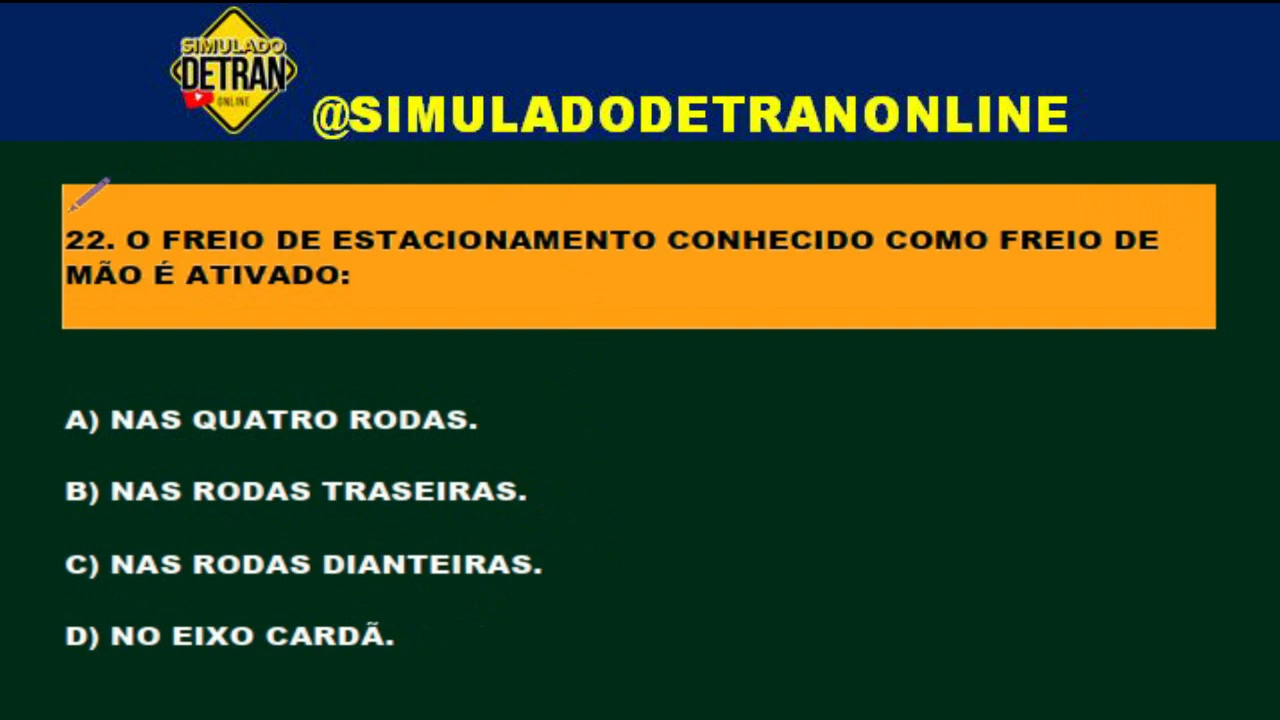 SIMULADO
DETRAN
ONLINE
@SIMULADODETRANONLINE
22. O FREIO DE ESTACIONAMENTO CONHECIDO COMO FREIO DE
MÃO É ATIVADO:
A) NAS QUATRO RODAS.
B) NAS RODAS TRASEIRAS.
C) NAS RODAS DIANTEIRAS.
D) NO EIXO CARDÃ.